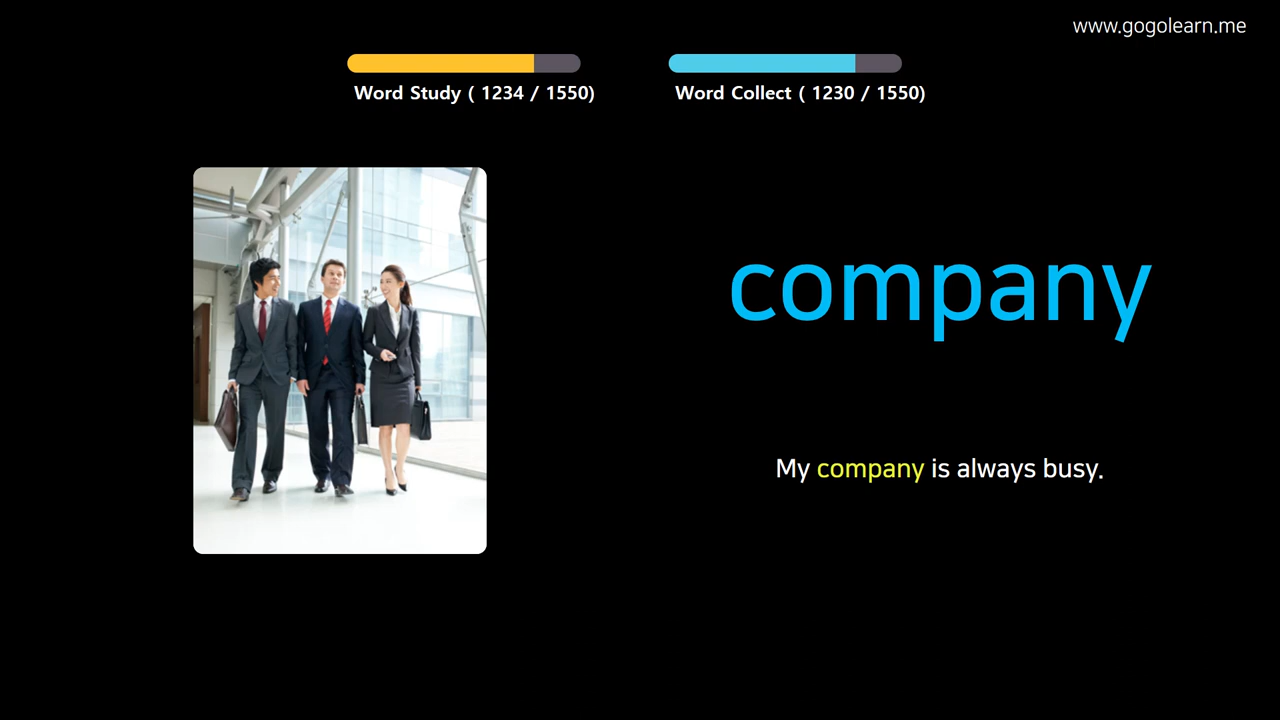 www.gogolearn.me
Word Study ( 1234 / 1550)
Word Collect ( 1230 / 1550)
company
My company is always busy.